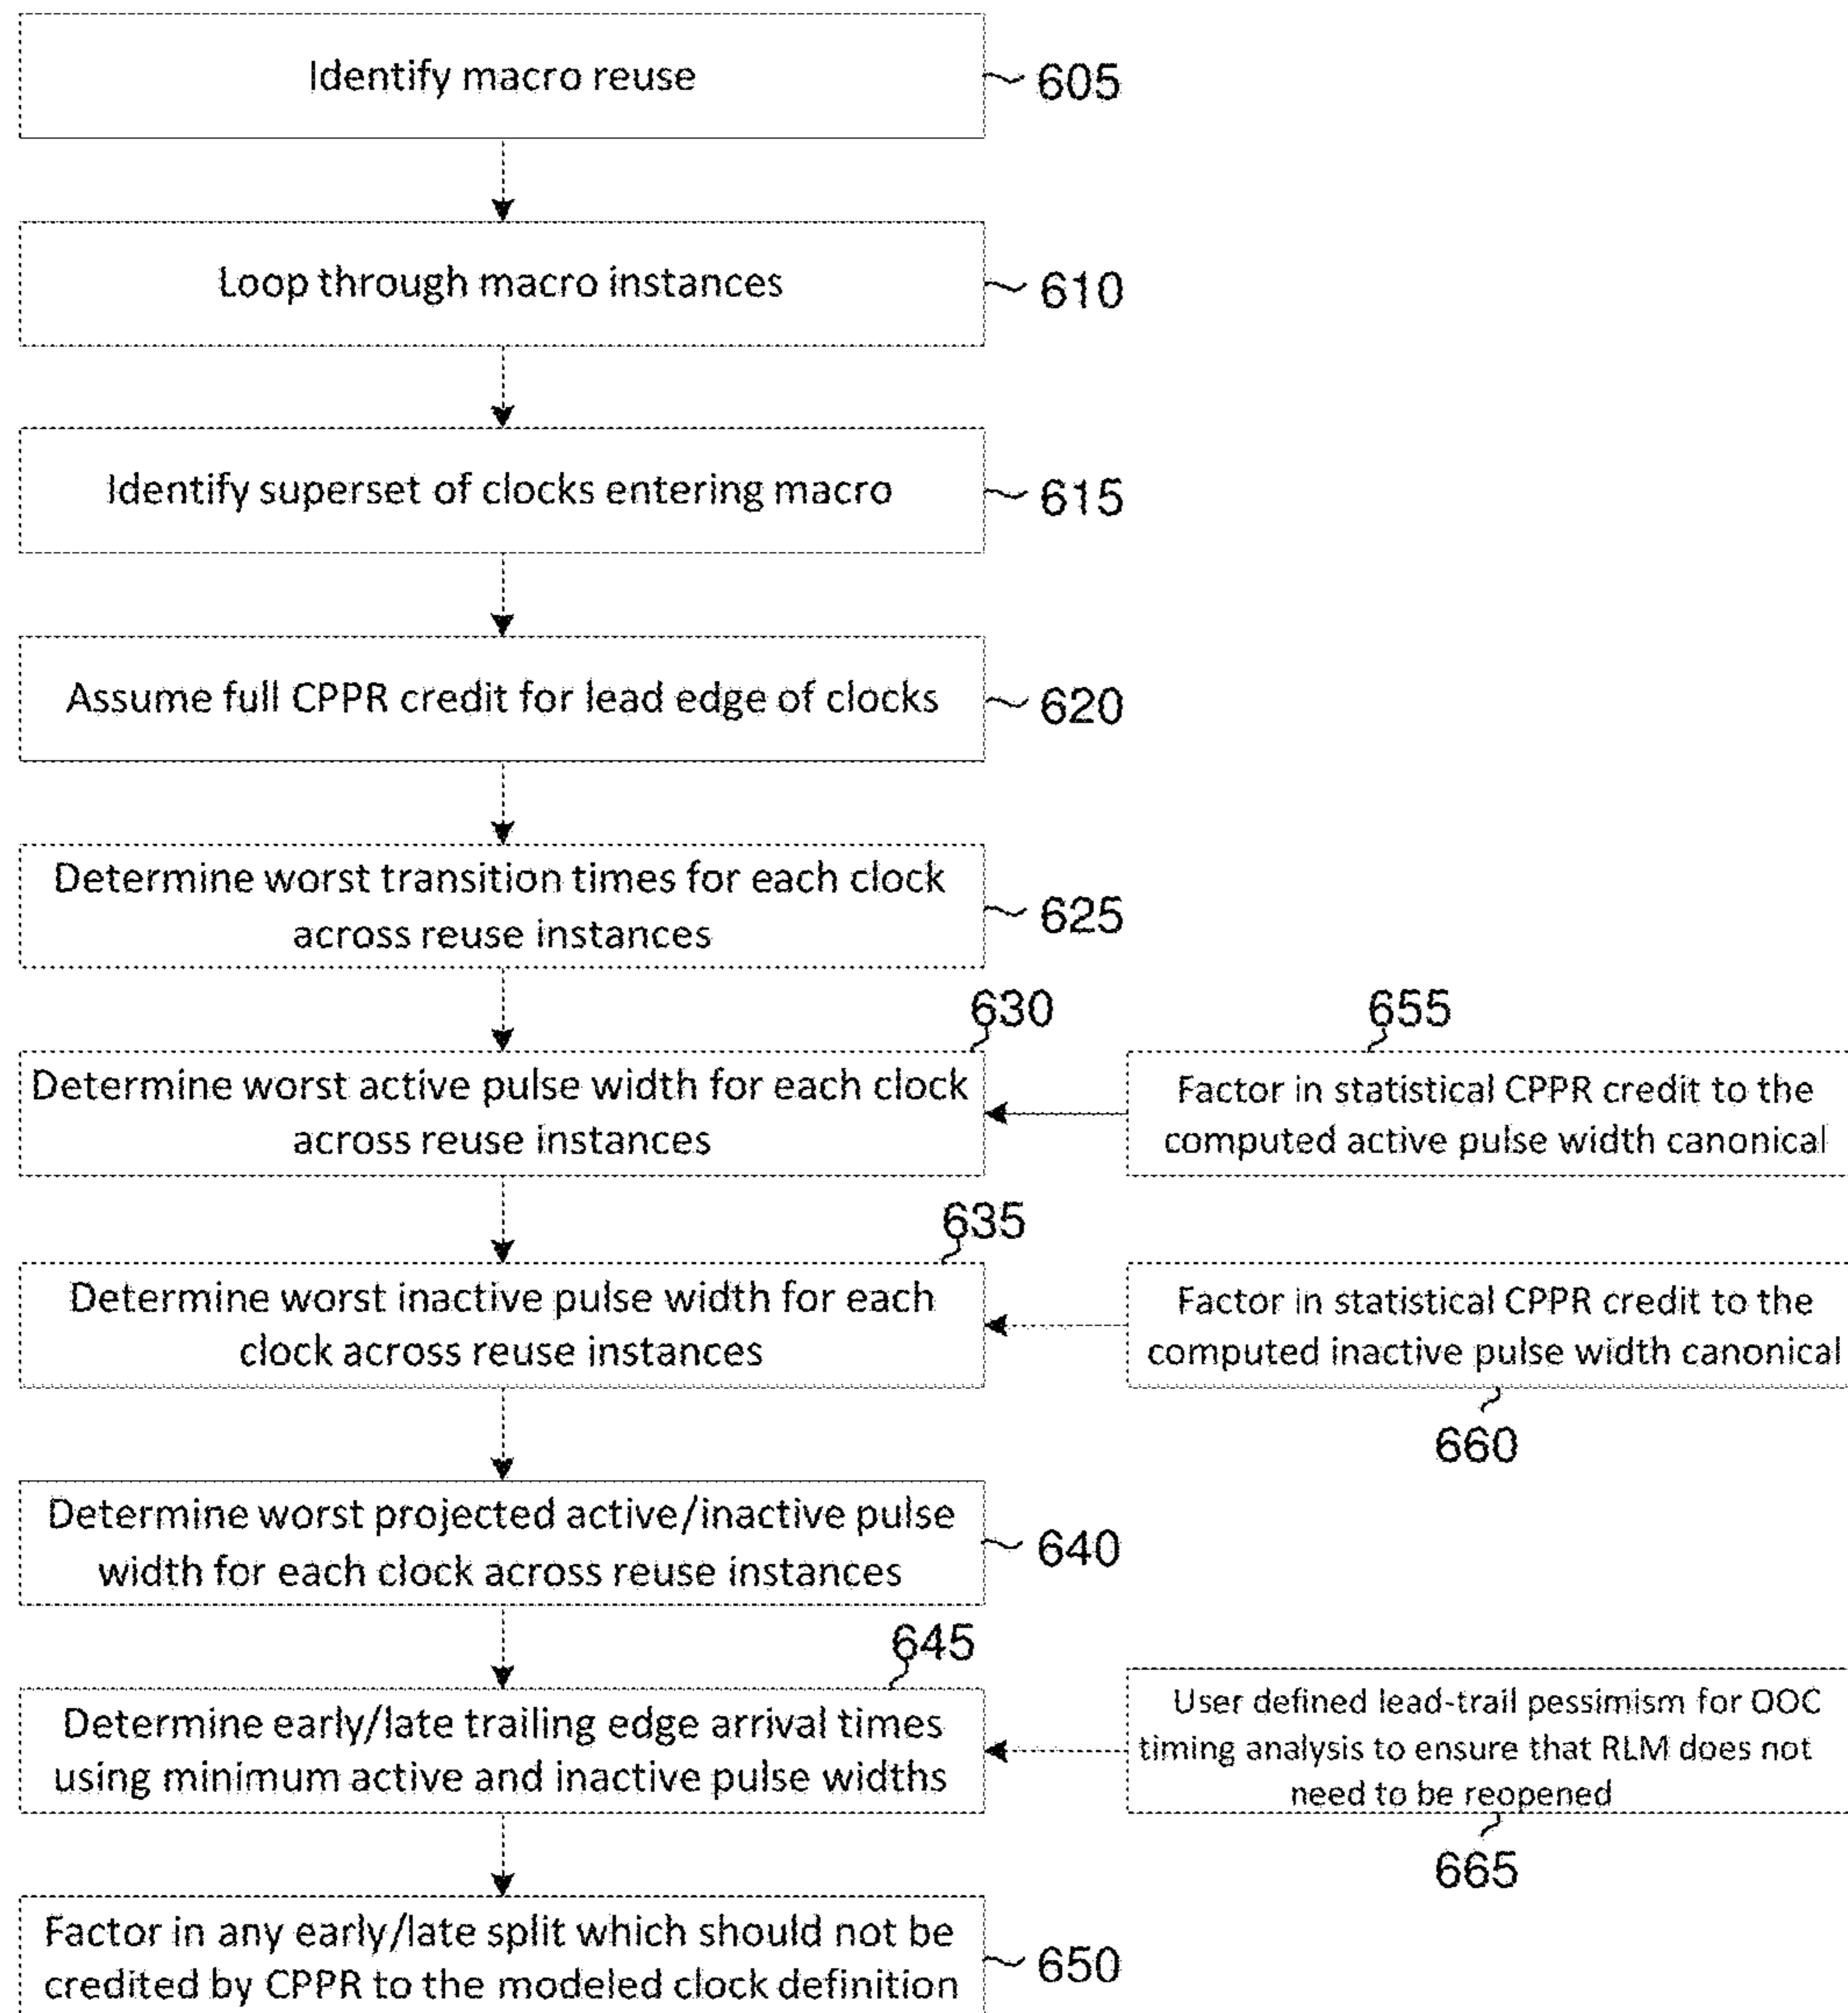 Identify macro reuse
605
Loop through macro instances
610
Identify superset of clocks entering macro
615
Assume full CPPR credit for lead edge of clocks
620
Determine worst transition times for each clock
across reuse instances
625
630
Determine worst active pulse width for each clock
across reuse instances
655
Factor in statistical CPPR credit to the
computed active pulse width canonical
635
Determine worst inactive pulse width for each
clock across reuse instances
Factor in statistical CPPR credit to the
computed inactive pulse width canonical
660
Determine worst projected active/inactive pulse
width for each clock across reuse instances
640
645
Determine early/late trailing edge arrival times
using minimum active and inactive pulse widths
User defined lead-trail pessimism for OOC
timing analysis to ensure that RLM does not
need to be reopened
665
Factor in any early/late split which should not be
credited by CPPR to the modeled clock definition
650